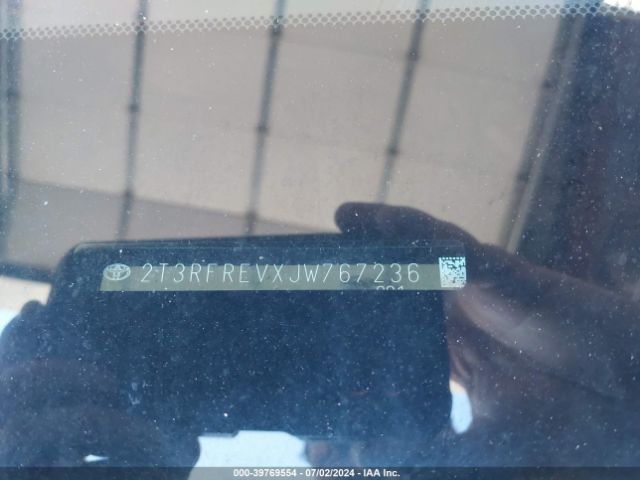 2T3RFREVXJW767236
000-39769554 - 07/02/2024 - IAA Inc.